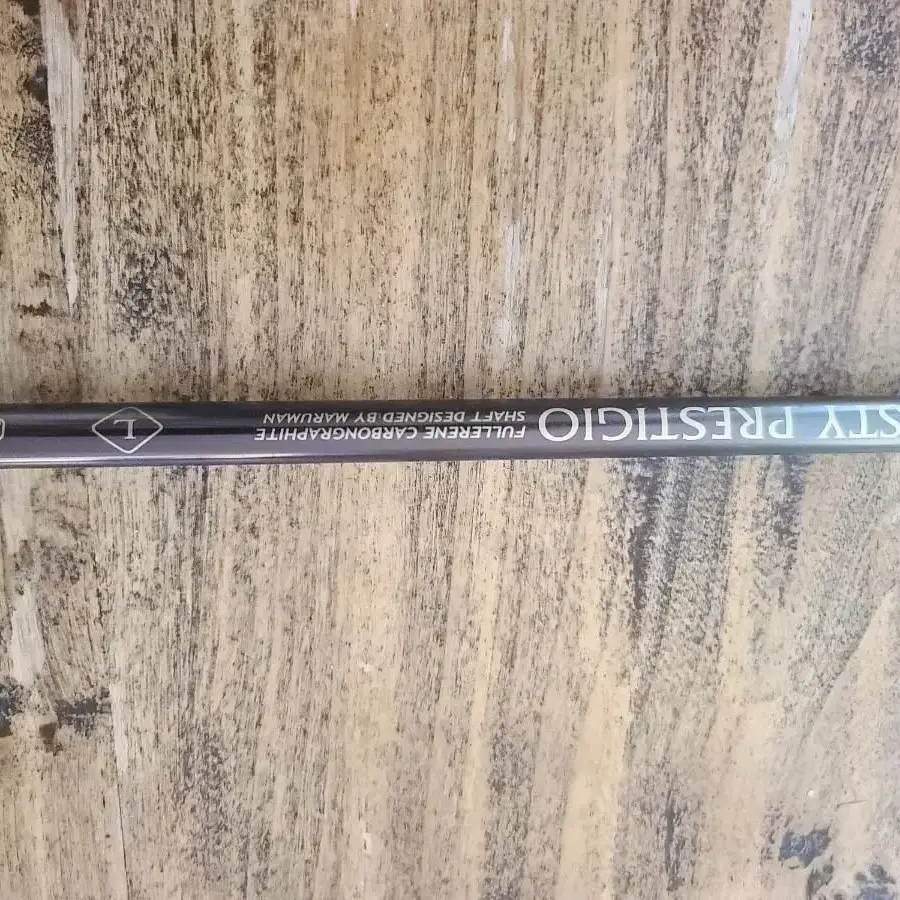 STY PRESTIGIO
FULLERENE CARBONGRAPHITE
SHAFT DESIGNED BY MARUMAN
L